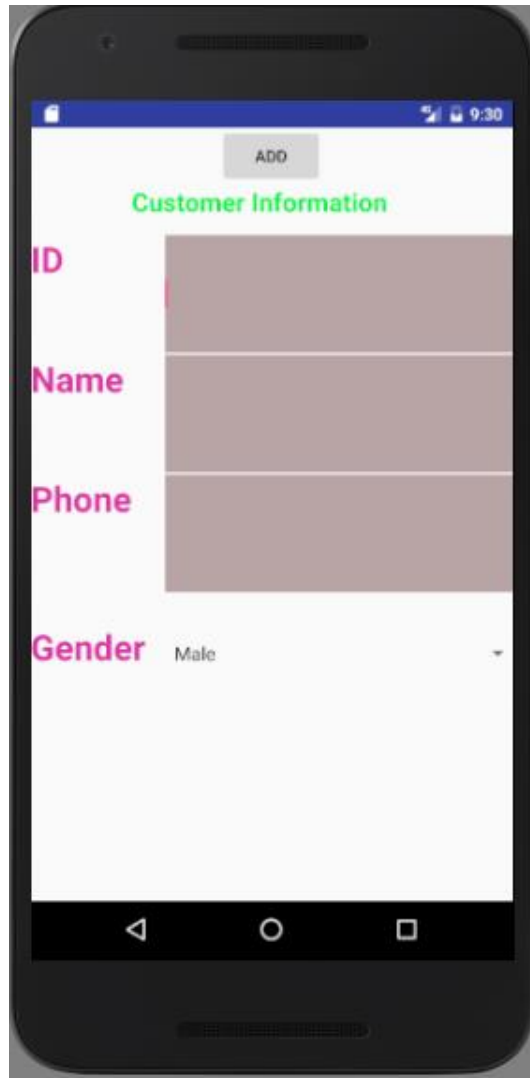 9:30
ADD
Customer Information
ID
Name
Phone
Gender Male